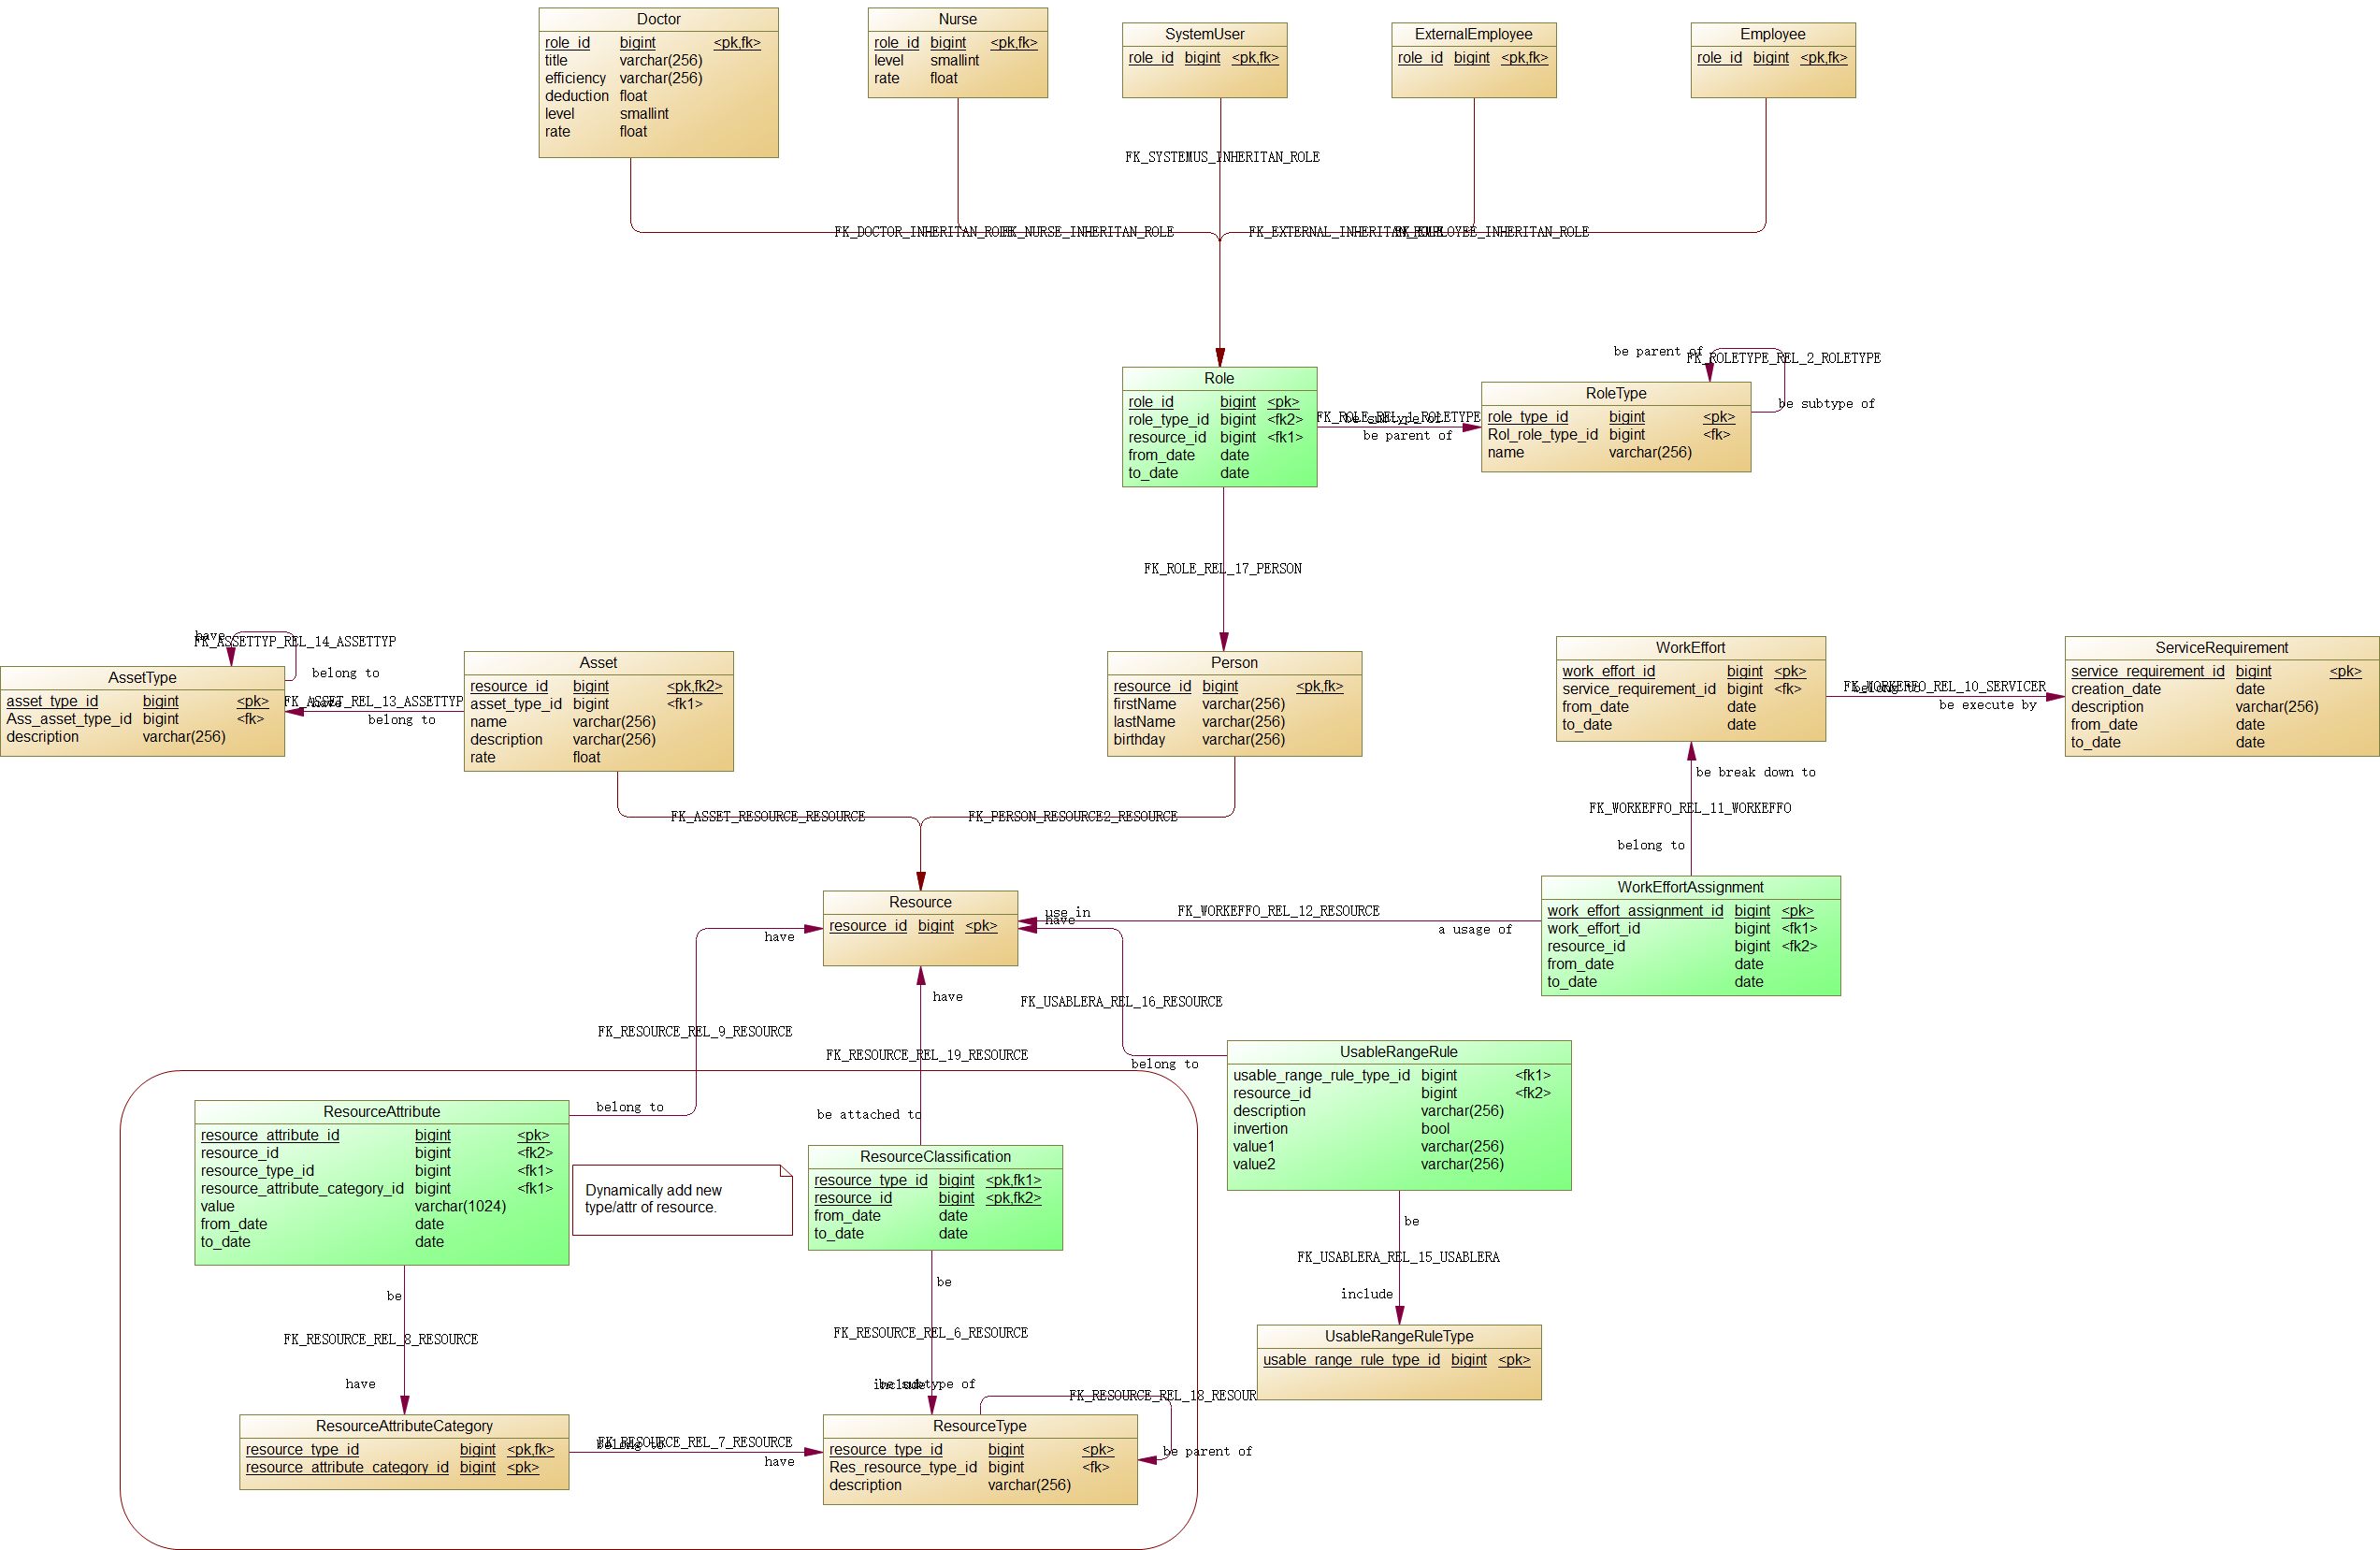 Doctor
role_id bigint <pk,fk>
title varchar(256)
efficiency varchar(256)
deduction float
level smallint
rate float
Nurse
role_id bigint <pk,fk>
level smallint
rate float
SystemUser
role_id bigint <pk,fk>
ExternalEmployee
role_id bigint <pk,fk>
Employee
role_id bigint <pk,fk>
FK_SYSTEMUS_INHERITAN_ROLE
FK_DOCTOR_INHERITAN_ROLE
FK_NURSE_INHERITAN_ROLE
FK_EXTERNAL_INHERITAN_ROLE
FK_EMPLOYEE_INHERITAN_ROLE
Role
role_id bigint <pk>
role_type_id bigint <fk2>
resource_id bigint <fk1>
from_date date
to_date date
FK_ROLE_REL_1_ROLETYPE
be subtype of
be parent of
be parent of
FK_ROLETYPE_REL_2_ROLETYPE
be subtype of
RoleType
role_type_id bigint <pk>
Rol_role_type_id bigint <fk>
name varchar(256)
FK_ROLE_REL_17_PERSON
have
FK_ASSETTYP_REL_14_ASSETTYP
belong to
AssetType
asset_type_id bigint <pk>
Ass_asset_type_id bigint <fk>
description varchar(256)
FK_ASSET_REL_13_ASSETTYP
have
belong to
Asset
resource_id bigint <pk,fk2>
asset_type_id bigint <fk1>
name varchar(256)
description varchar(256)
rate float
Person
resource_id bigint <pk,fk>
firstName varchar(256)
lastName varchar(256)
birthday varchar(256)
WorkEffort
work_effort_id bigint <pk>
service_requirement_id bigint <fk>
from_date date
to_date date
FK_WORKEFFO_REL_10_SERVICER
belong to
be execute by
ServiceRequirement
service_requirement_id bigint <pk>
creation_date date
description varchar(256)
from_date date
to_date date
FK_ASSET_RESOURCE_RESOURCE
FK_PERSON_RESOURCE2_RESOURCE
be break down to
FK_WORKEFFO_REL_11_WORKEFFO
belong to
Resource
resource_id bigint <pk>
use in
have
FK_WORKEFFO_REL_12_RESOURCE
a usage of
WorkEffortAssignment
work_effort_assignment_id bigint <pk>
work_effort_id bigint <fk1>
resource_id bigint <fk2>
from_date date
to_date date
have
have
FK_RESOURCE_REL_9_RESOURCE
FK_USABLERA_REL_16_RESOURCE
FK_RESOURCE_REL_19_RESOURCE
belong to
belong to
be attached to
UsableRangeRule
usable_range_rule_type_id bigint <fk1>
resource_id bigint <fk2>
description varchar(256)
invertion bool
value1 varchar(256)
value2 varchar(256)
ResourceAttribute
resource_attribute_id bigint <pk>
resource_id bigint <fk2>
resource_type_id bigint <fk1>
resource_attribute_category_id bigint <fk1>
value varchar(1024)
from_date date
to_date date
Dynamically add new
type/attr of resource.
ResourceClassification
resource_type_id bigint <pk,fk1>
resource_id bigint <pk,fk2>
from_date date
to_date date
be
FK_USABLERA_REL_15_USABLERA
include
be
FK_RESOURCE_REL_8_RESOURCE
have
be
FK_RESOURCE_REL_6_RESOURCE
include
be subtype of
FK_RESOURCE_REL_18_RESOUR
be parent of
UsableRangeRuleType
usable_range_rule_type_id bigint <pk>
ResourceAttributeCategory
resource_type_id bigint <pk,fk>
resource_attribute_category_id bigint <pk>
FK_RESOURCE_REL_7_RESOURCE
belong to
have
ResourceType
resource_type_id bigint <pk>
Res_resource_type_id bigint <fk>
description varchar(256)